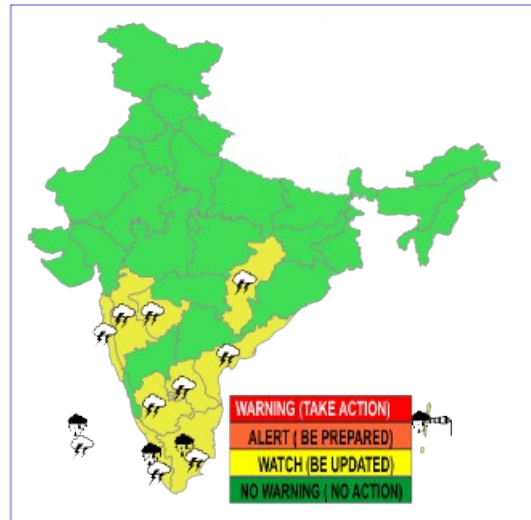 WARNING (TAKE ACTION)
ALERT ( BE PREPARED)
WATCH (BE UPDATED)
NO WARNING ( NO ACTION)